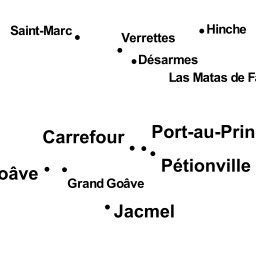 Saint-Marc
Hinche
Verrettes
Désarmes
Las Matas de Fa
Carrefour
Port-au-Prin
Pétionville
oâve
Grand Goâve
Jacmel